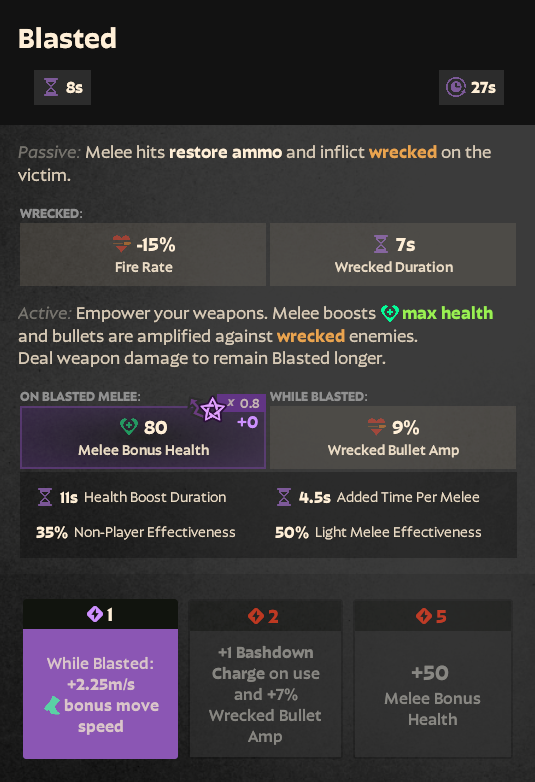 Blasted
8s
27s
Passive: Melee hits restore ammo and inflict wrecked on the
victim.
WRECKED:
-15%
Fire Rate
7s
Wrecked Duration
Active: Empower your weapons. Melee boosts max health
and bullets are amplified against wrecked enemies.
Deal weapon damage to remain Blasted longer.
ON BLASTED MELEE:
x 0.8
+0
80
Melee Bonus Health
WHILE BLASTED:
9%
Wrecked Bullet Amp
11s Health Boost Duration
4.5s Added Time Per Melee
35% Non-Player Effectiveness
50% Light Melee Effectiveness
1
While Blasted:
+2.25m/s
bonus move
speed
2
+1 Bashdown
Charge on use
and +7%
Wrecked Bullet
Amp
5
+50
Melee Bonus
Health